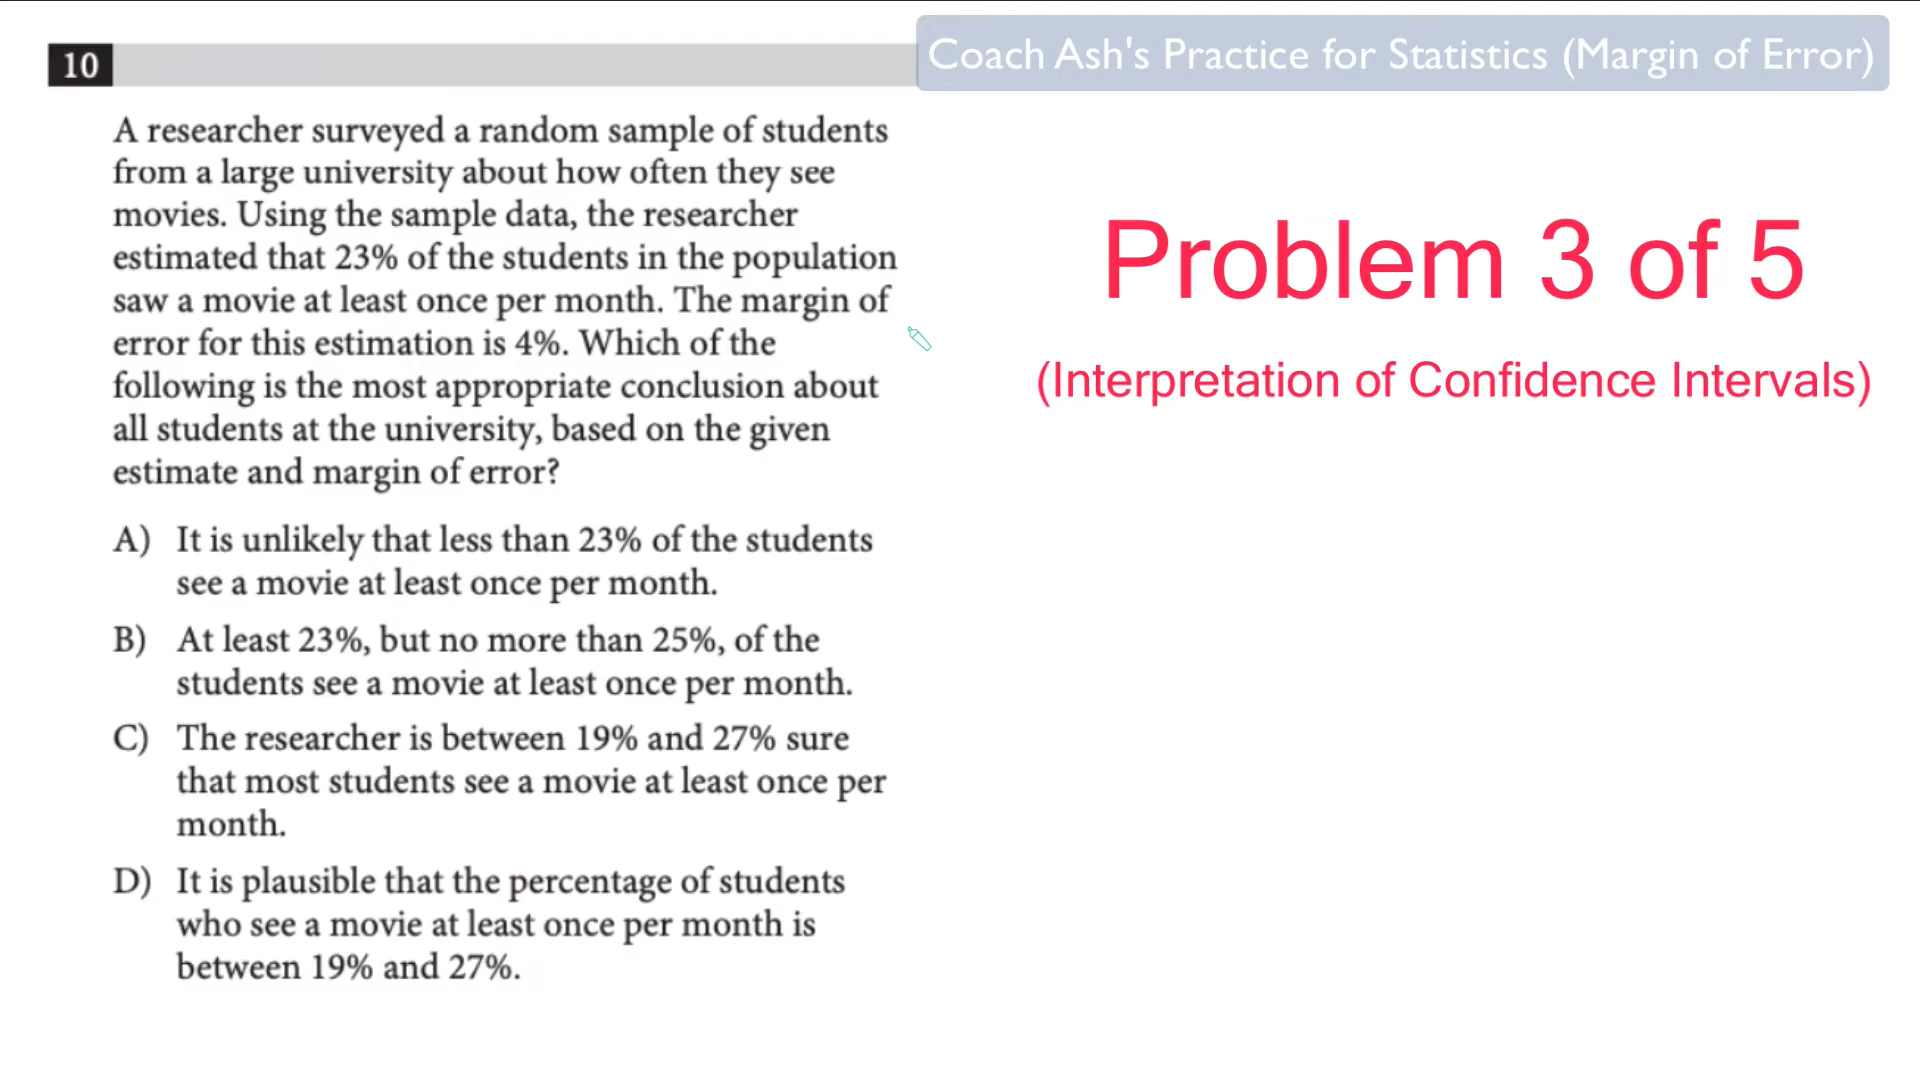 10
Coach Ash's Practice for Statistics (Margin of Error)
A researcher surveyed a random sample of students
from a large university about how often they see
movies. Using the sample data, the researcher
estimated that 23% of the students in the population
saw a movie at least once per month. The margin of
error for this estimation is 4%. Which of the
following is the most appropriate conclusion about
all students at the university, based on the given
estimate and margin of error?
A) It is unlikely that less than 23% of the students
see a movie at least once per month.
B) At least 23%, but no more than 25%, of the
students see a movie at least once per month.
C) The researcher is between 19% and 27% sure
that most students see a movie at least once per
month.
D) It is plausible that the percentage of students
who see a movie at least once per month is
between 19% and 27%.
Problem 3 of 5
(Interpretation of Confidence Intervals)